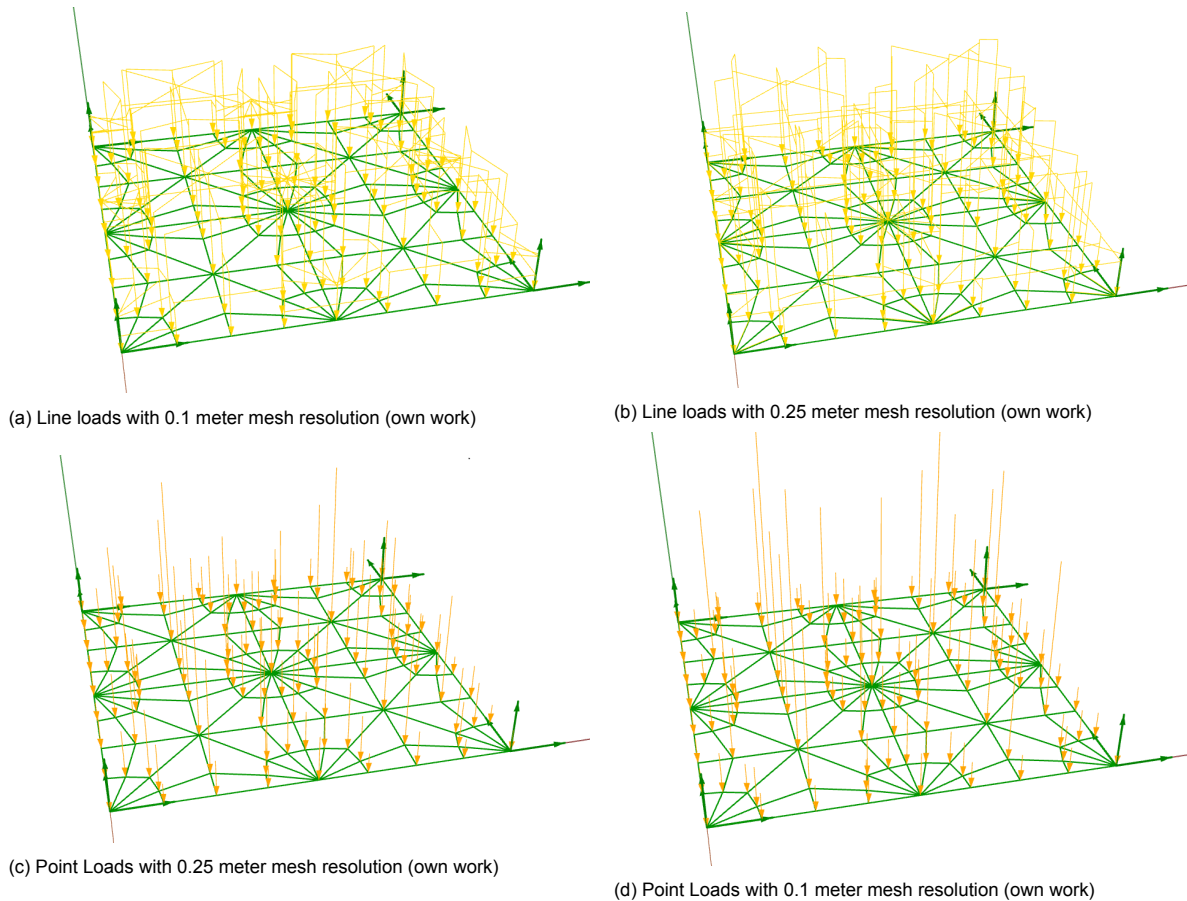 (a) Line loads with 0.1 meter mesh resolution (own work)
(b) Line loads with 0.25 meter mesh resolution (own work)
(c) Point Loads with 0.25 meter mesh resolution (own work)
(d) Point Loads with 0.1 meter mesh resolution (own work)